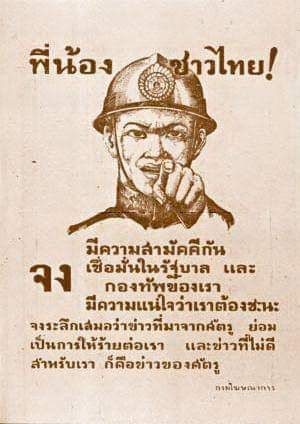 พี่น้อง ชาวไทย!
มีความสามัคคีกัน
จง เชื่อมั่นในรัฐบาล และ
กองทัพของเรา
มีความแน่ใจว่าเราต้องชะนะ
จงระลึกเสมอว่าข่าวที่มาจากศัตรู ย่อม
เป็นการให้ร้ายต่อเรา และข่าวที่ไม่ดี
สำหรับเรา ก็คือข่าวของศัตรู
กรมโฆษณาการ